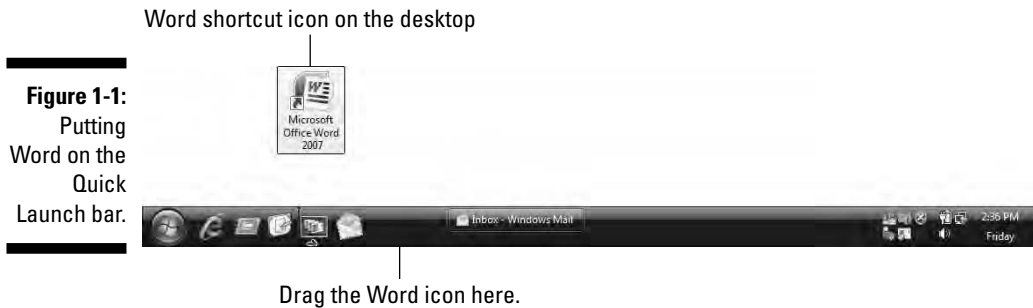 Word shortcut icon on the desktop
Figure 1-1:
Putting
Word on the
Quick
Launch bar.
W
Microsoft
Office Word
2007
Inbox - Windows Mail
2:36 PM
Friday
Drag the Word icon here.